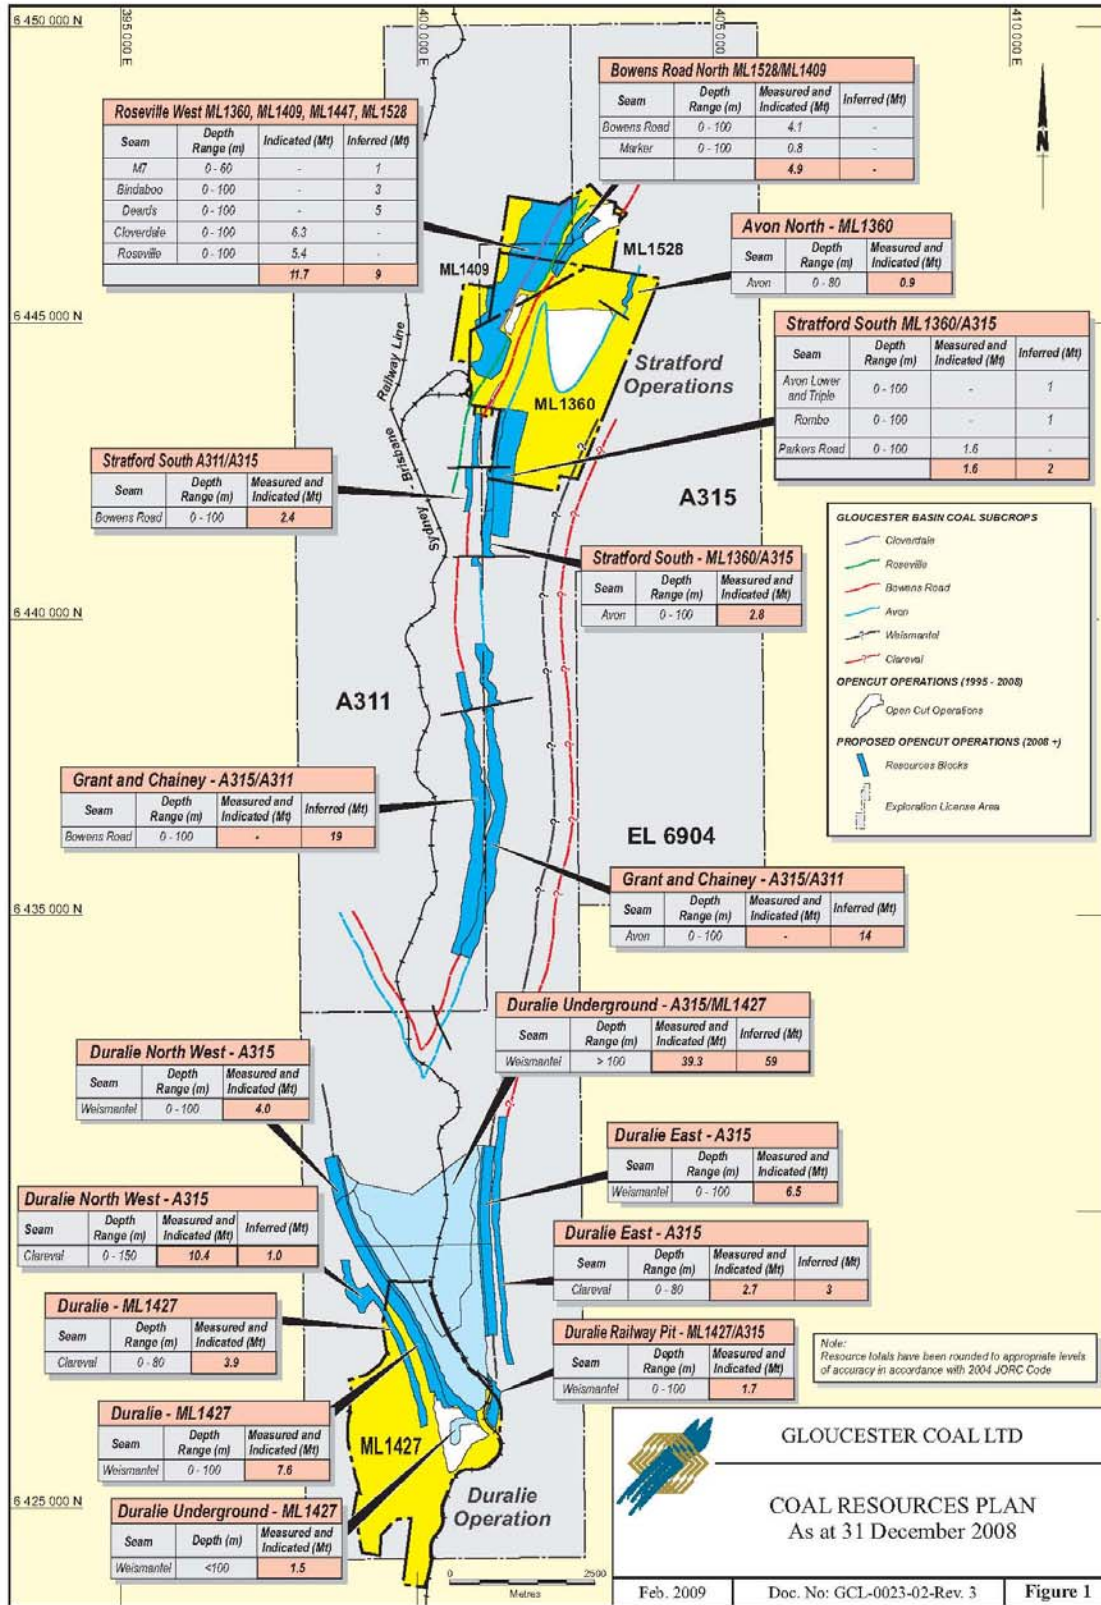 6 450 000 N
395 000 E
400 000 E
405 000 E
410 000 E
N
Bowens Road North ML1528/ML1409
Seam Depth Range (m) Measured and Indicated (Mt) Inferred (Mt)
Bowens Road 0 - 100 4.1 -
Marker 0 - 100 0.8 -
4.9 -
Roseville West ML1360, ML1409, ML1447, ML1528
Seam Depth Range (m) Indicated (Mt) Inferred (Mt)
M7 0 - 60 - 1
Bindaboo 0 - 100 - 3
Deards 0 - 100 - 5
Cloverdale 0 - 100 6.3 -
Roseville 0 - 100 5.4 -
11.7 9
Avon North - ML1360
Seam Depth Range (m) Measured and Indicated (Mt)
Avon 0 - 80 0.9
ML1528
ML1409
6 445 000 N
Stratford South ML1360/A315
Seam Depth Range (m) Measured and Indicated (Mt) Inferred (Mt)
Avon Lower and Triple 0 - 100 - 1
Rombo 0 - 100 - 1
Parkers Road 0 - 100 1.6 -
1.6 2
Stratford
Operations
ML1360
Sydney - Brisbane Railway Line
Stratford South A311/A315
Seam Depth Range (m) Measured and Indicated (Mt)
Bowens Road 0 - 100 2.4
A315
GLOUCESTER BASIN COAL SUBCROPS
Cloverdale
Roseville
Bowens Road
Avon
Weismantel
Clareval
OPENCUT OPERATIONS (1995 - 2008)
Open Cut Operations
PROPOSED OPENCUT OPERATIONS (2008 +)
Resources Blocks
Exploration License Area
Stratford South - ML1360/A315
Seam Depth Range (m) Measured and Indicated (Mt)
Avon 0 - 100 2.8
6 440 000 N
A311
Grant and Chainey - A315/A311
Seam Depth Range (m) Measured and Indicated (Mt) Inferred (Mt)
Bowens Road 0 - 100 - 19
EL 6904
Grant and Chainey - A315/A311
Seam Depth Range (m) Measured and Indicated (Mt) Inferred (Mt)
Avon 0 - 100 - 14
6 435 000 N
Duralie Underground - A315/ML1427
Seam Depth Range (m) Measured and Indicated (Mt) Inferred (Mt)
Weismantel > 100 39.3 59
Duralie North West - A315
Seam Depth Range (m) Measured and Indicated (Mt)
Weismantel 0 - 100 4.0
Duralie East - A315
Seam Depth Range (m) Measured and Indicated (Mt)
Weismantel 0 - 100 6.5
Duralie North West - A315
Seam Depth Range (m) Measured and Indicated (Mt) Inferred (Mt)
Clareval 0 - 150 10.4 1.0
Duralie East - A315
Seam Depth Range (m) Measured and Indicated (Mt) Inferred (Mt)
Clareval 0 - 80 2.7 3
Duralie - ML1427
Seam Depth Range (m) Measured and Indicated (Mt)
Clareval 0 - 80 3.9
Duralie Railway Pit - ML1427/A315
Seam Depth Range (m) Measured and Indicated (Mt)
Weismantel 0 - 100 1.7
Note:
Resource totals have been rounded to appropriate levels
of accuracy in accordance with 2004 JORC Code
Duralie - ML1427
Seam Depth Range (m) Measured and Indicated (Mt)
Weismantel 0 - 100 7.6
ML1427
Duralie
Operation
6 425 000 N
Duralie Underground - ML1427
Seam Depth (m) Measured and Indicated (Mt)
Weismantel <100 1.5
0 2500
Metres
GLOUCESTER COAL LTD
COAL RESOURCES PLAN
As at 31 December 2008
Feb. 2009 Doc. No: GCL-0023-02-Rev. 3 Figure 1